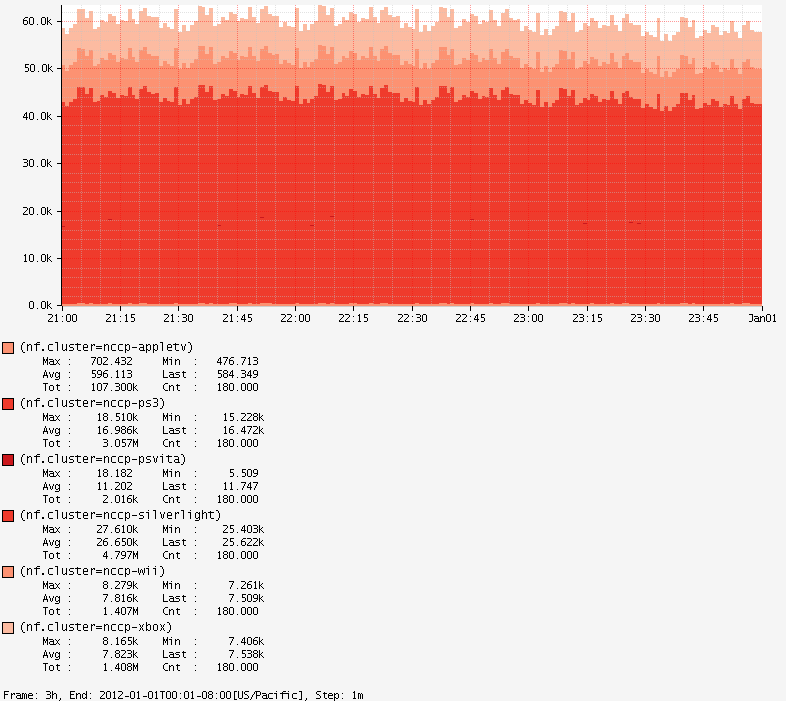 60.0k
50.0k
40.0k
30.0k
20.0k
10.0k
0.0k
21:00 21:15 21:30 21:45 22:00 22:15 22:30 22:45 23:00 23:15 23:30 23:45 Jan01
(nf.cluster=nccp-appletv)
Max : 702.432 Min : 476.713
Avg : 596.113 Last : 584.349
Tot : 107.300k Cnt : 180.000
(nf.cluster=nccp-ps3)
Max : 18.510k Min : 15.228k
Avg : 16.986k Last : 16.472k
Tot : 3.057M Cnt : 180.000
(nf.cluster=nccp-psvita)
Max : 18.182 Min : 5.509
Avg : 11.202 Last : 11.747
Tot : 2.016k Cnt : 180.000
(nf.cluster=nccp-silverlight)
Max : 27.610k Min : 25.403k
Avg : 26.650k Last : 25.622k
Tot : 4.797M Cnt : 180.000
(nf.cluster=nccp-wii)
Max : 8.279k Min : 7.261k
Avg : 7.816k Last : 7.509k
Tot : 1.407M Cnt : 180.000
(nf.cluster=nccp-xbox)
Max : 8.165k Min : 7.406k
Avg : 7.823k Last : 7.538k
Tot : 1.408M Cnt : 180.000
Frame: 3h, End: 2012-01-01T00:01-08:00[US/Pacific], Step: 1m